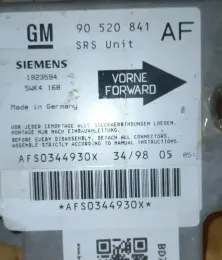 GM 90 520 841 AF
SRS Unit
SIEMENS
1923594
5WK4 168
VORNE
FORWARD
Made in Germany
VOR JEDER DEMONTAGE ALLE STECKVERBINDUNGEN LOESEN.
MONTAGE NUR NACH EINBAUANLEITUNG.
BEFORE EVERY DISASSEMBLY, DETACH ALL CONNECTORS.
ASSEMBLE STRICTLY ACCORDING TO MANUAL INSTRUCTIONS.
AFS0344930X 34/98 05
*AFS0344930X*